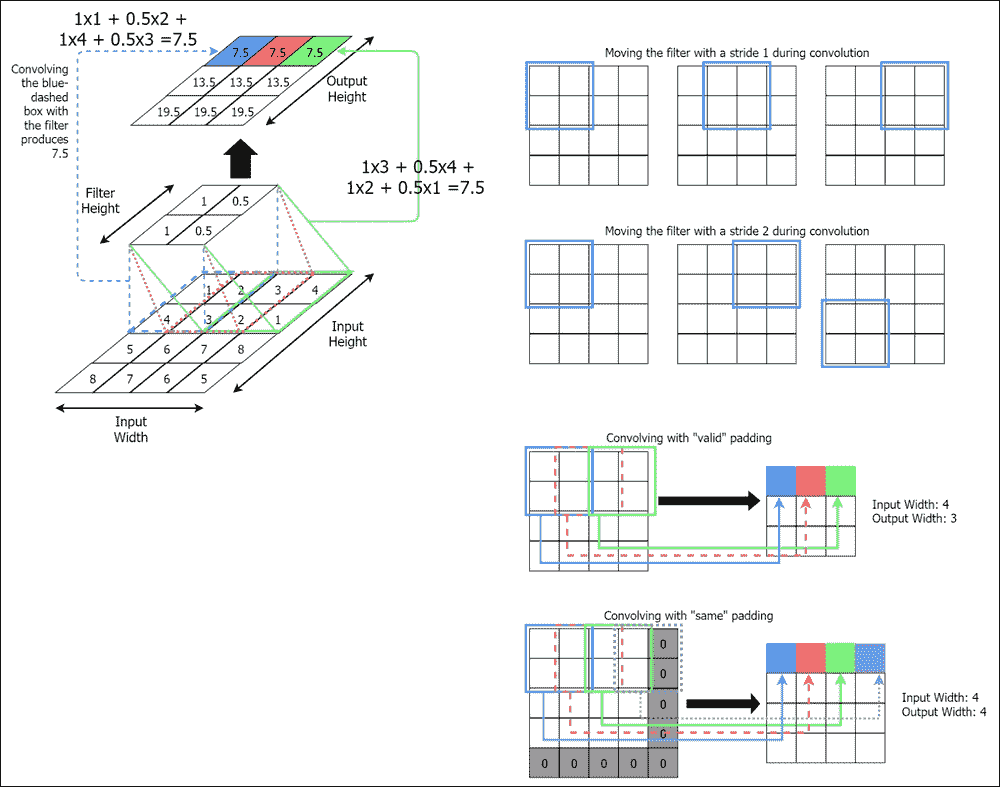 1x1 + 0.5x2 +
1x4 + 0.5x3 =7.5
Convolving
the blue-
dashed
box with
the filter
produces
7.5
7.5 7.5 7.5
13.5 13.5 13.5
19.5 19.5 19.5
Output
Height
1x3 + 0.5x4 +
1x2 + 0.5x1 =7.5
Filter
Height
1 0.5
1 0.5
1 2 3 4
4 3 2 1
5 6 7 8
8 7 6 5
Input
Height
Input
Width
Moving the filter with a stride 1 during convolution
Moving the filter with a stride 2 during convolution
Convolving with "valid" padding
Input Width: 4
Output Width: 3
Convolving with "same" padding
0
0
0
0
0 0 0 0 0
Input Width: 4
Output Width: 4